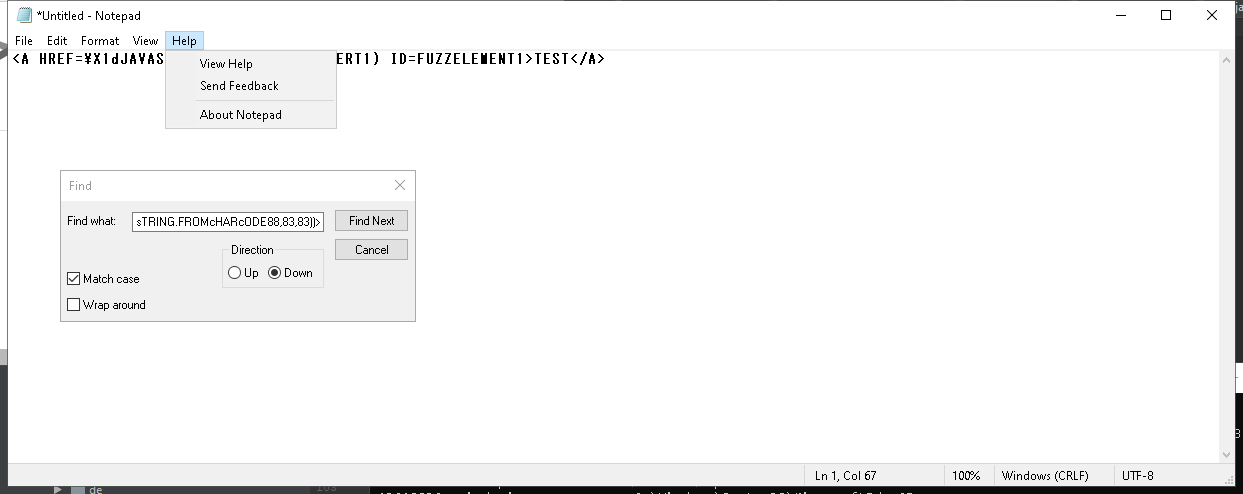 *Untitled - Notepad
File Edit Format View Help
<A HREF=¥X1dJAVAS ERT1) ID=FUZZELEMENT1>TEST</A>
View Help
Send Feedback
About Notepad
Find
Find what: sTRING.FROMcHARcODE88,83,83))> Find Next
Direction Cancel
Up Down
Match case
Wrap around
Ln 1, Col 67 100% Windows (CRLF) UTF-8
de